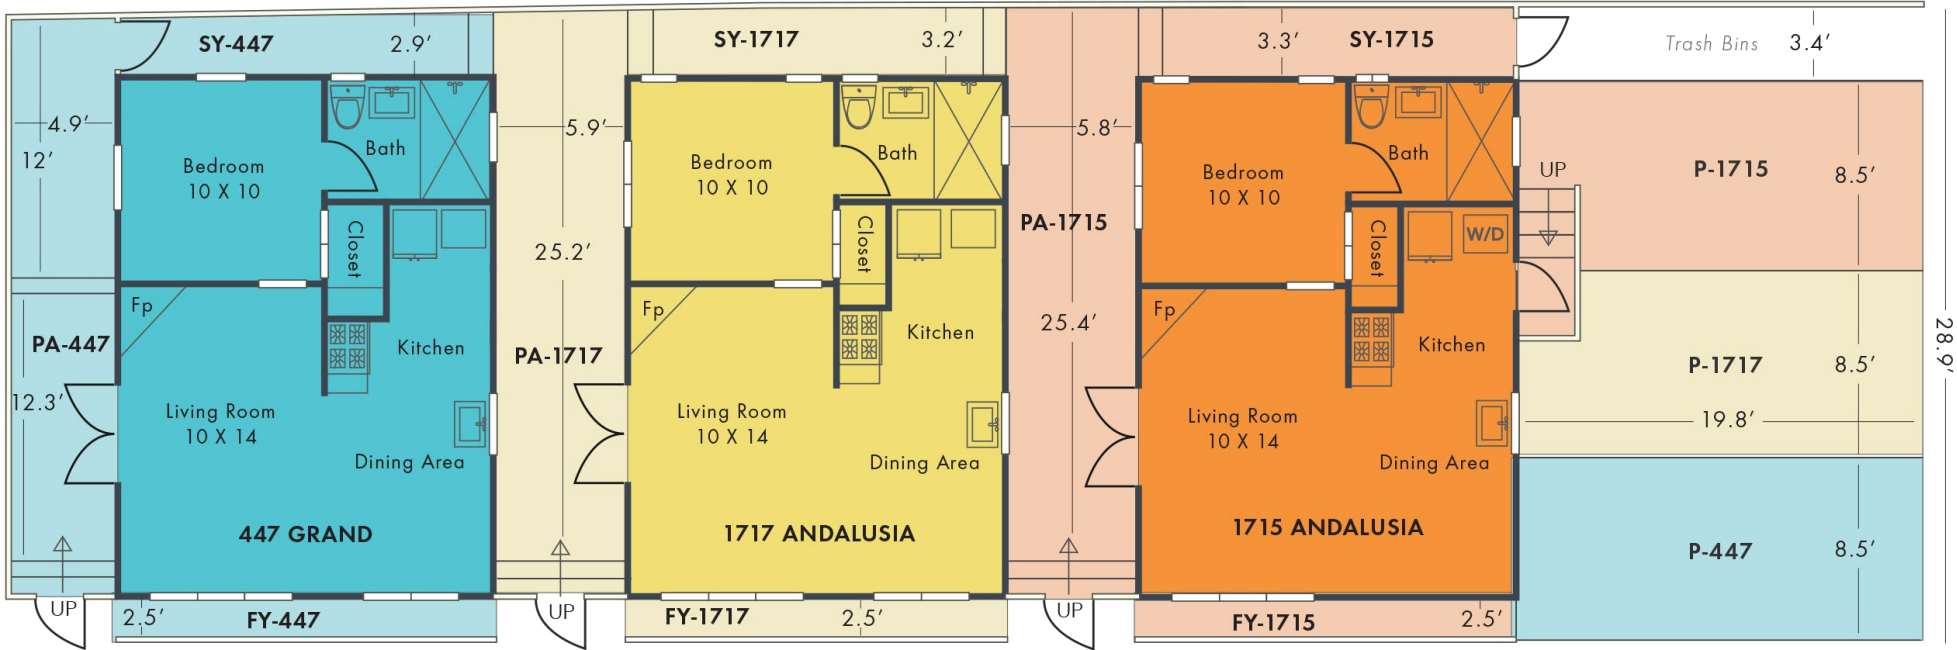 SY-447
2.9’
SY-1717
3.2’
3.3’
SY-1715
Trash Bins
3.4’
4.9’
12’
Bedroom
10 X 10
Bath
Closet
Fp
PA-447
12.3’
Kitchen
Living Room
10 X 14
Dining Area
447 GRAND
UP
2.5’
FY-447
5.9’
25.2’
PA-1717
UP
Bedroom
10 X 10
Bath
Closet
Fp
Kitchen
Living Room
10 X 14
Dining Area
1717 ANDALUSIA
FY-1717
2.5’
5.8’
PA-1715
25.4’
UP
Bedroom
10 X 10
Bath
Closet
W/D
Fp
Kitchen
Living Room
10 X 14
Dining Area
1715 ANDALUSIA
FY-1715
2.5’
UP
P-1715
8.5’
P-1717
8.5’
19.8’
P-447
8.5’
28.9’